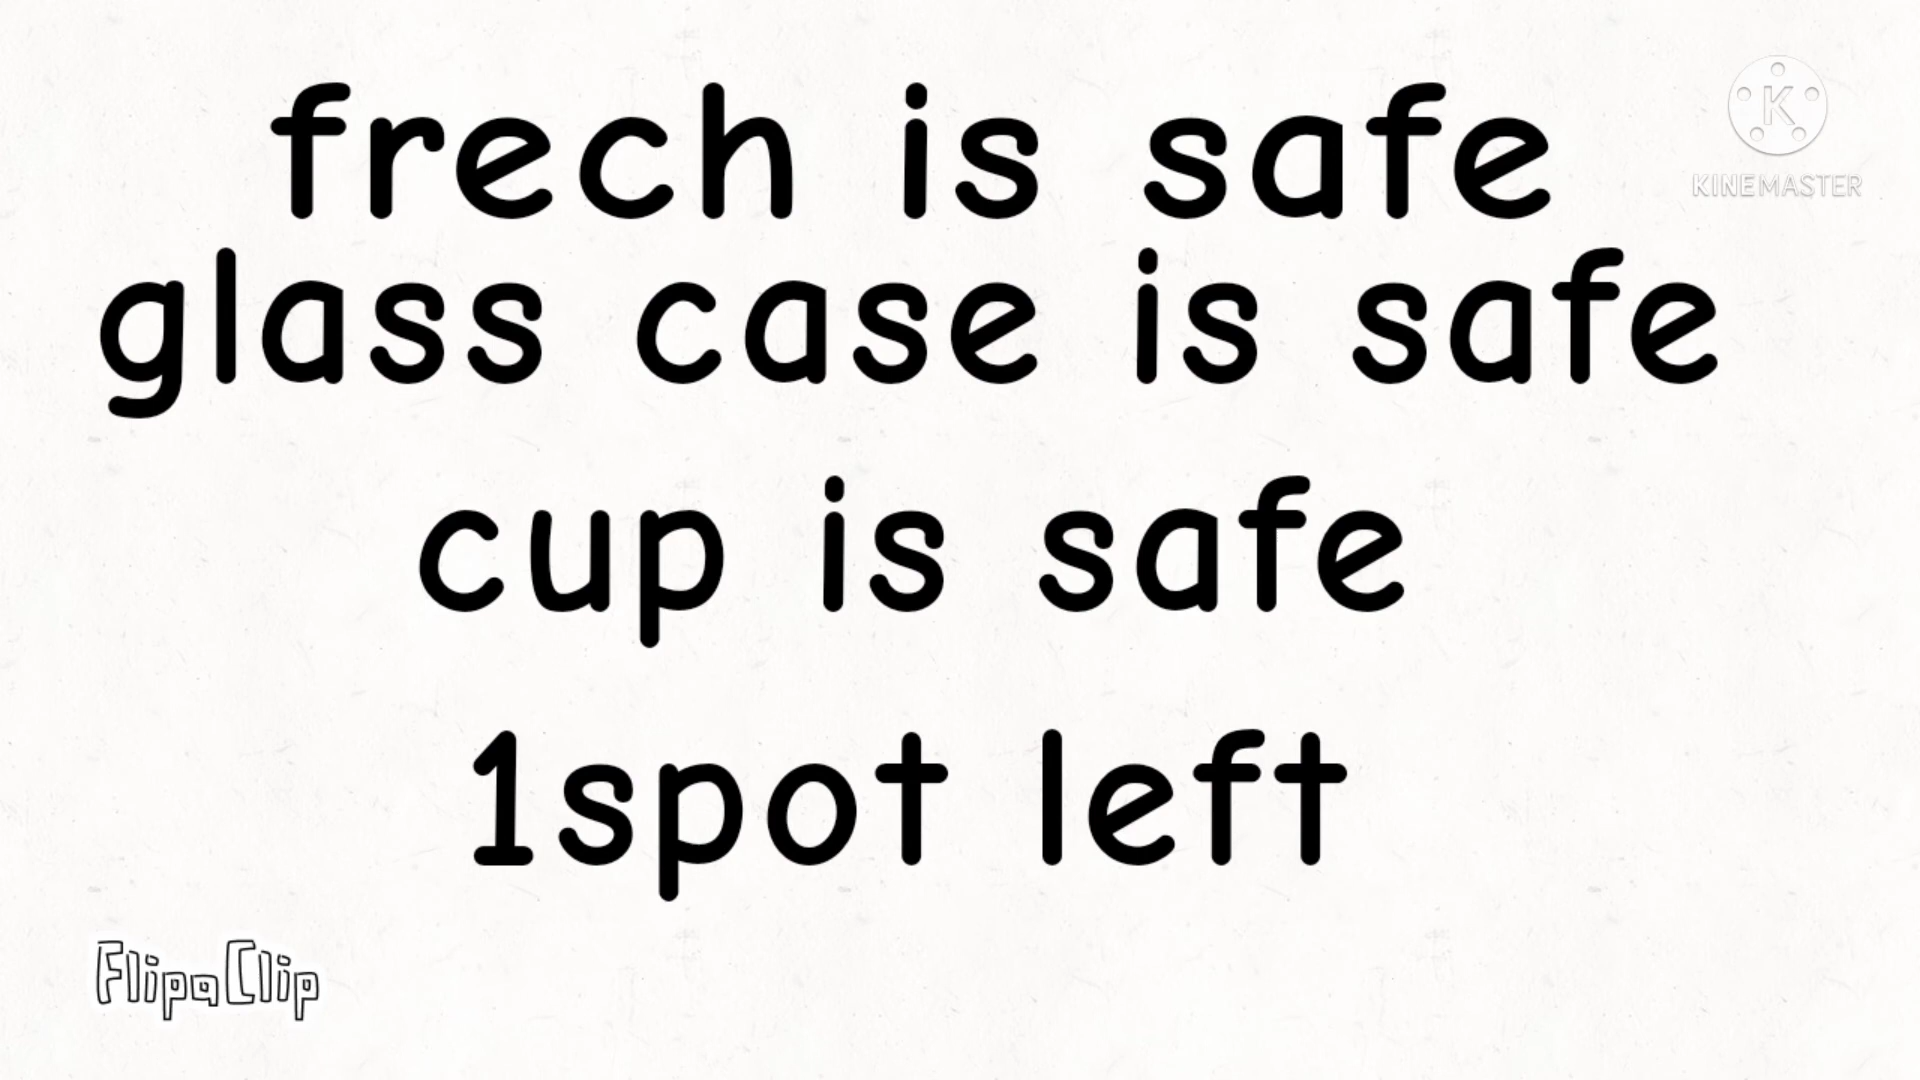 frech is safe
K
KINEMASTER
glass case is safe
cup is safe
1spot left
FlipaClip